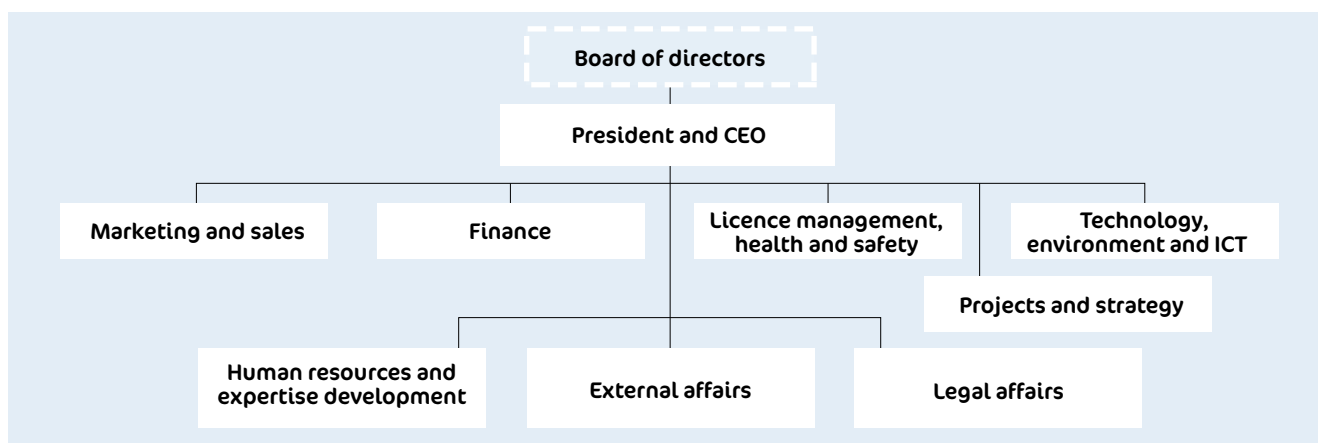 Board of directors
President and CEO
Marketing and sales
Finance
Licence management,
health and safety
Technology,
environment and ICT
Projects and strategy
Human resources and
expertise development
External affairs
Legal affairs